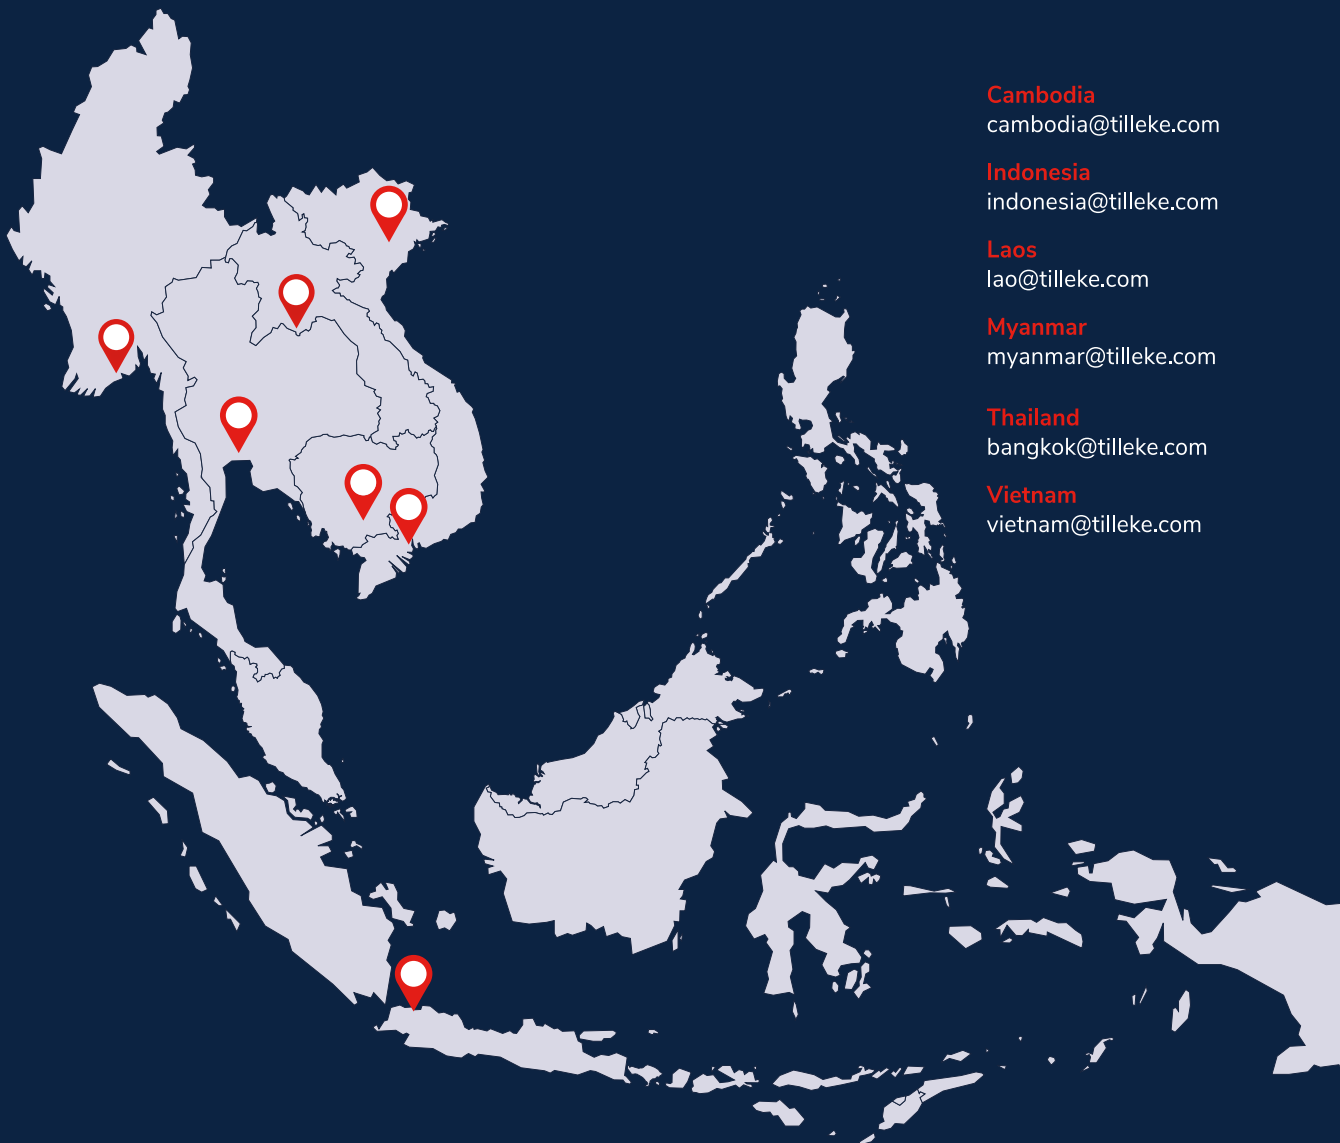 Cambodia
cambodia@tilleke.com
Indonesia
indonesia@tilleke.com
Laos
lao@tilleke.com
Myanmar
myanmar@tilleke.com
Thailand
bangkok@tilleke.com
Vietnam
vietnam@tilleke.com